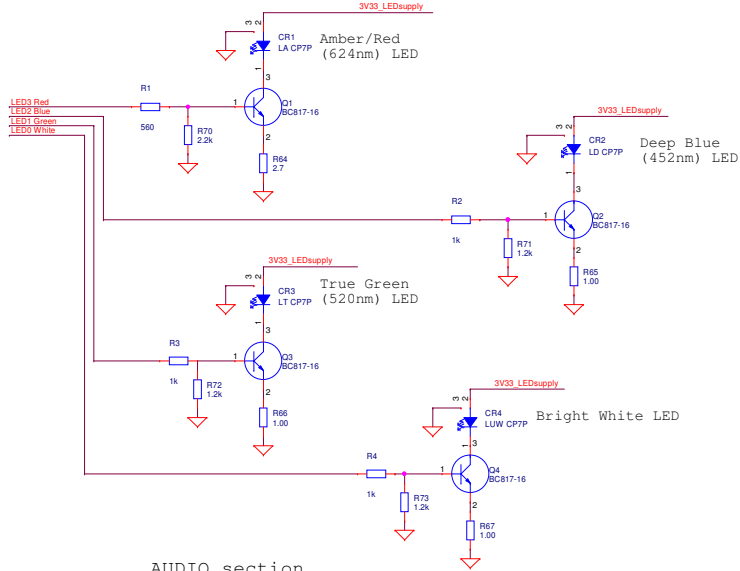 3V33_LEDsupply
3
2
CR1
LA CP7P
Amber/Red
(624nm) LED
1
3
LED3 Red
LED2 Blue
LED1 Green
LED0 White
R1
560
1
Q1
BC817-16
R70
2.2k
2
R64
2.7
3V33_LEDsupply
3
2
CR2
LD CP7P
Deep Blue
(452nm) LED
1
3
R2
1k
1
Q2
BC817-16
R71
1.2k
2
R65
1.00
3V33_LEDsupply
3
2
CR3
LT CP7P
True Green
(520nm) LED
1
3
R3
1k
1
Q3
BC817-16
R72
1.2k
2
R66
1.00
3V33_LEDsupply
3
2
CR4
LUW CP7P
Bright White LED
1
3
R4
1k
1
Q4
BC817-16
R73
1.2k
2
R67
1.00
AUDIO section